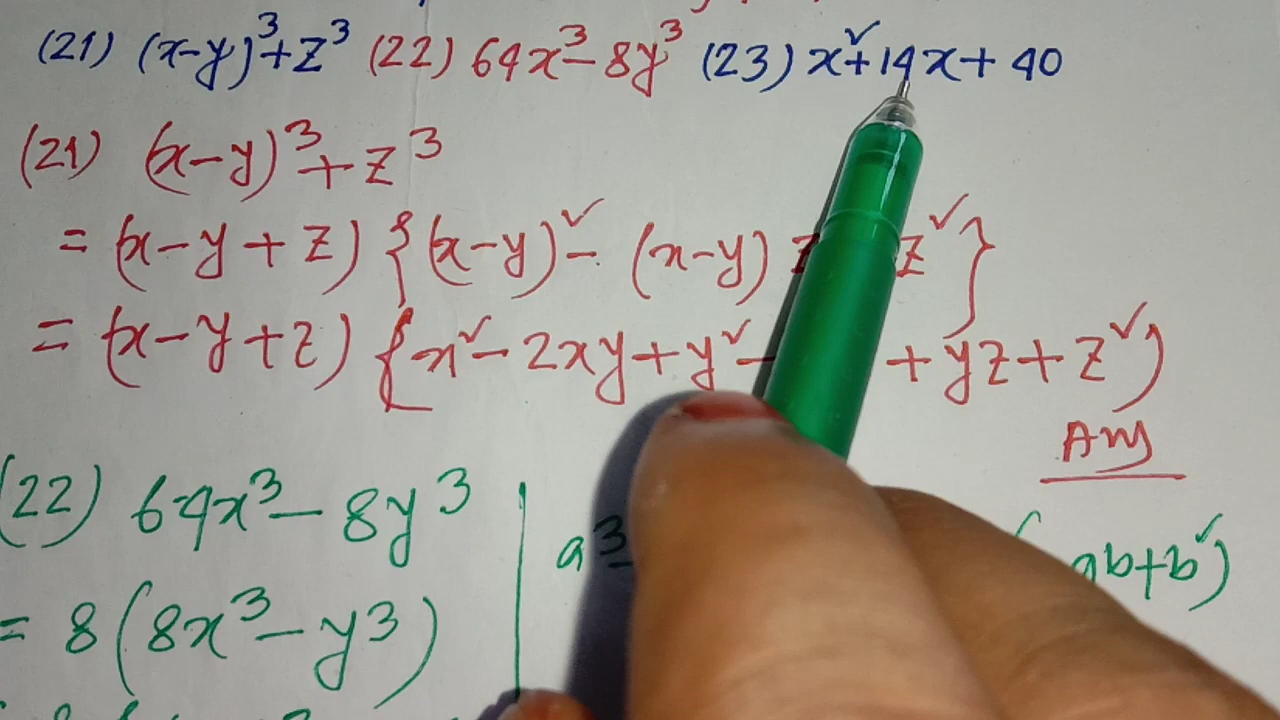 (21) (x-y)³+z³ (22) 64x³-8y³ (23) x²+14x+40
(21) (x-y)³+z³
= (x-y+z) {(x-y)²- (x-y) z z²}
= (x-y+z) {x²-2xy+y²- +yz+z²)
Ans
(22) 64x³-8y³
a³ ab+b²)
= 8(8x³-y³)